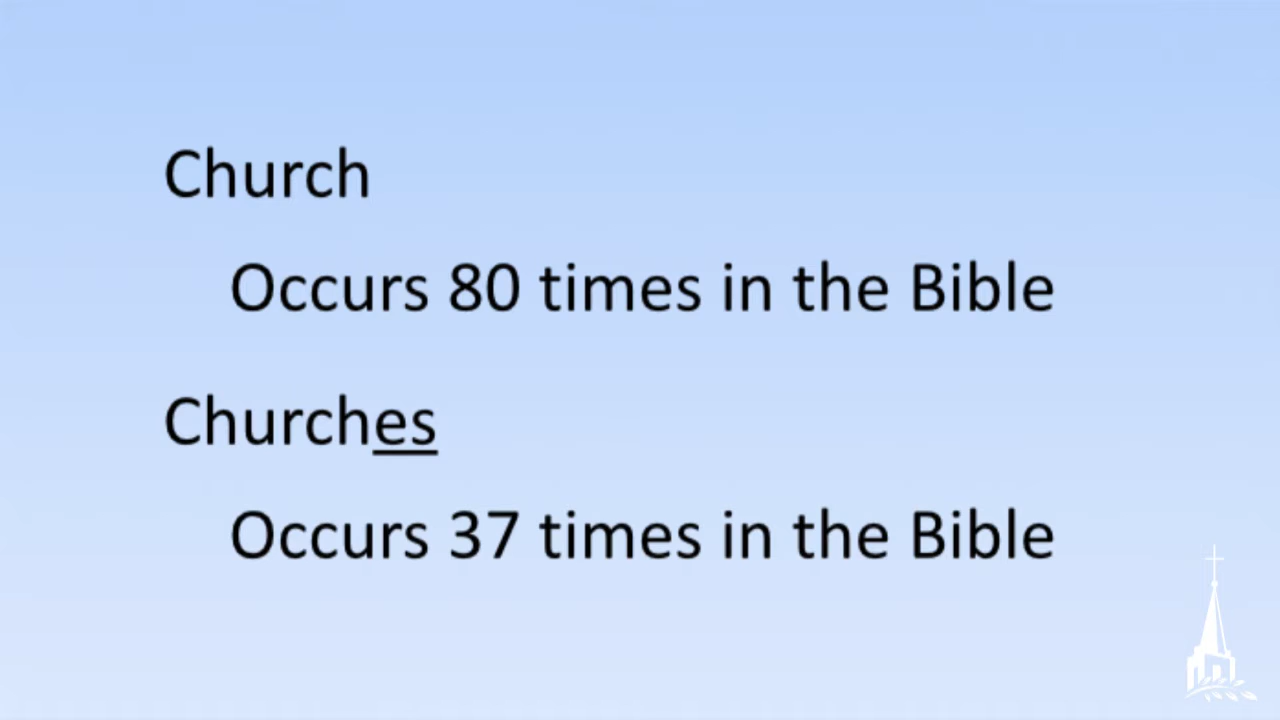 Church
Occurs 80 times in the Bible
Churches
Occurs 37 times in the Bible